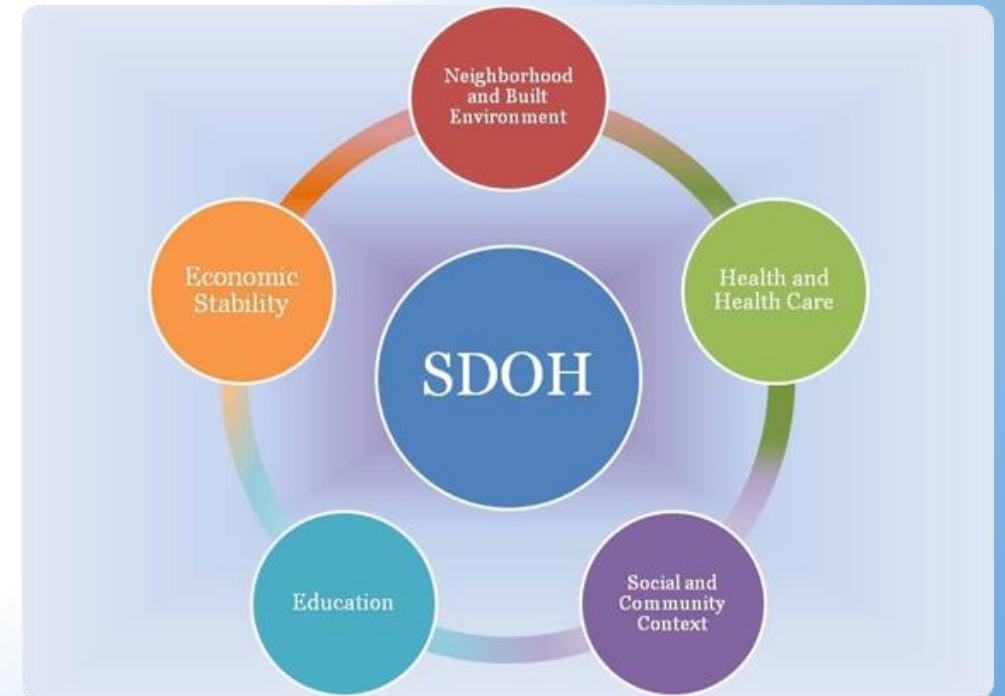 Neighborhood
and Built
Environment
Economic
Stability
Health and
Health Care
SDOH
Education
Social and
Community
Context